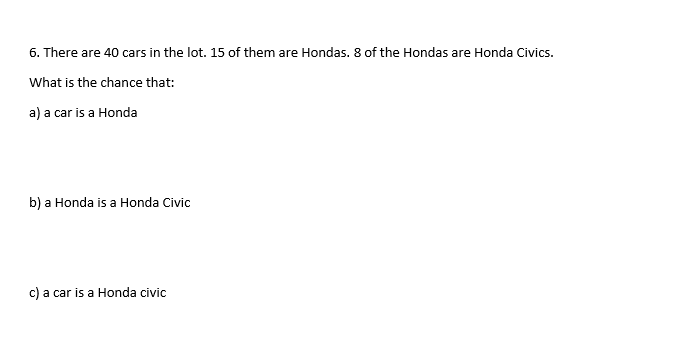 6. There are 40 cars in the lot. 15 of them are Hondas. 8 of the Hondas are Honda Civics.
What is the chance that:
a) a car is a Honda
b) a Honda is a Honda Civic
c) a car is a Honda civic